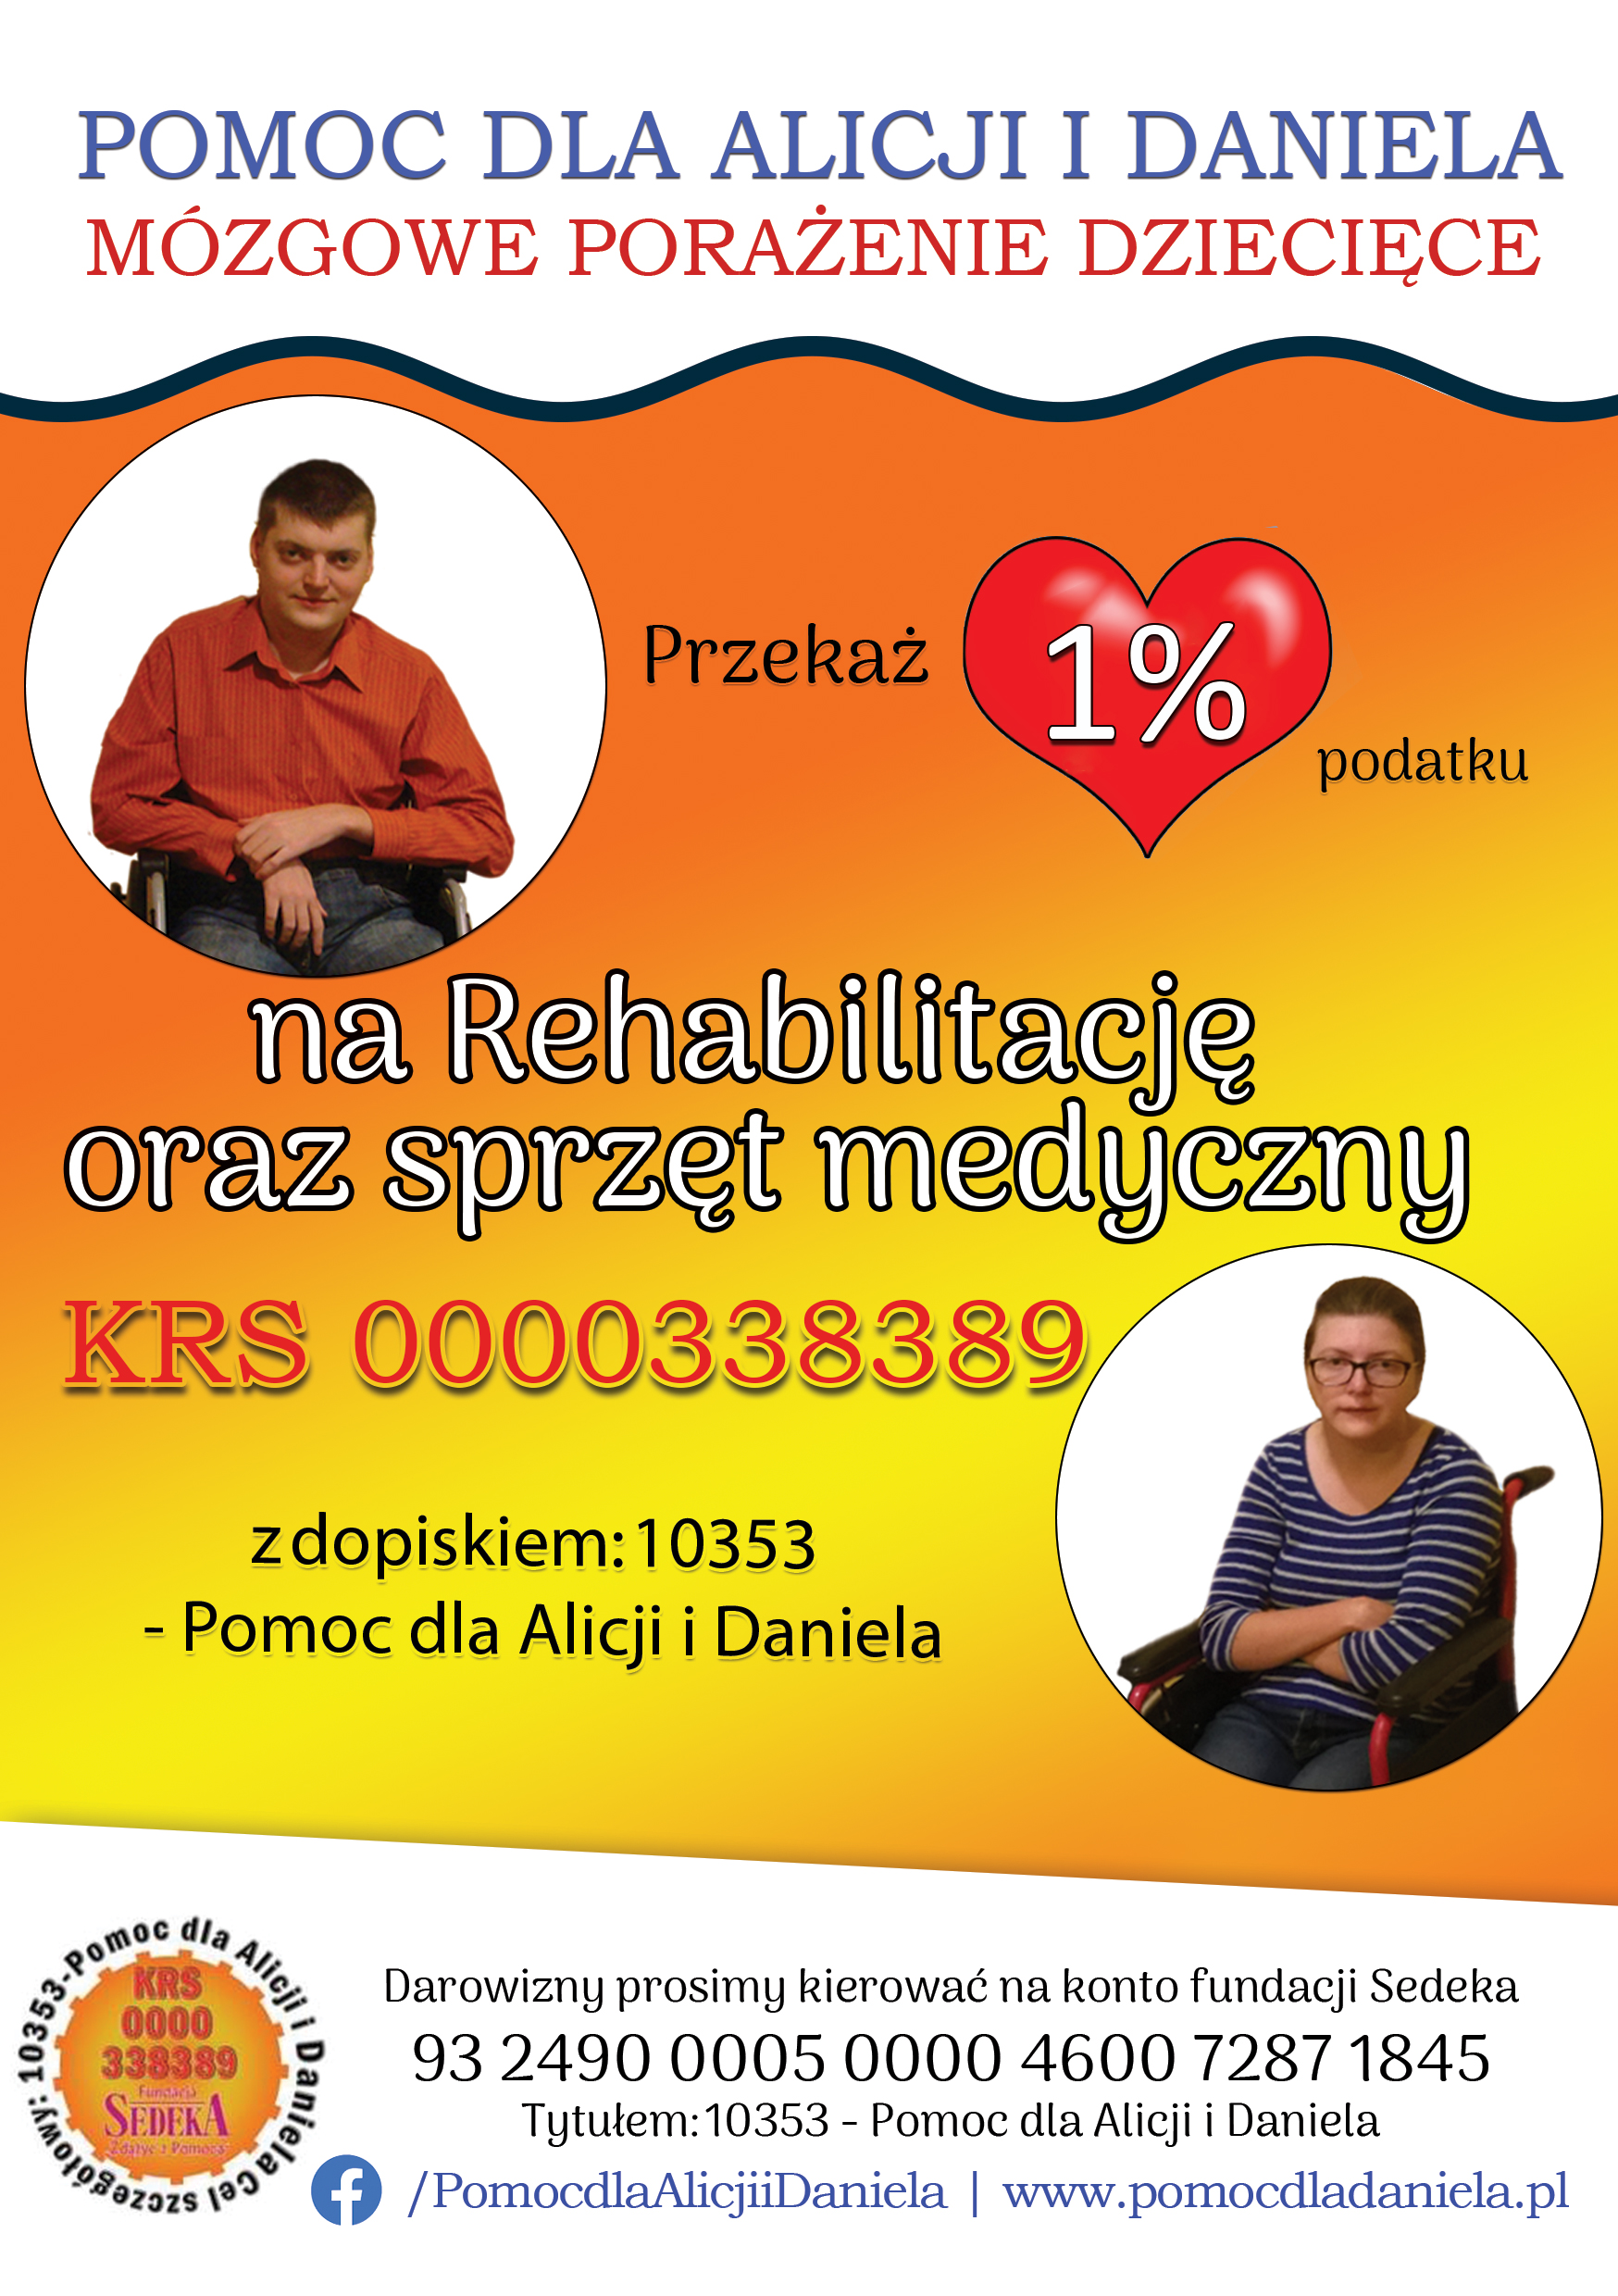 POMOC DLA ALICJI I DANIELA
MÓZGOWE PORAŻENIE DZIECIĘCE
Przekaż
1%
podatku
na Rehabilitację
oraz sprzęt medyczny
KRS 0000338389
z dopiskiem: 10353
- Pomoc dla Alicji i Daniela
Cel szczegółowy: 10353-Pomoc dla Alicji i Daniela
KRS
0000
338389
Fundacja
SEDEKA
Zdążyć z Pomocą
Darowizny prosimy kierować na konto fundacji Sedeka
93 2490 0005 0000 4600 7287 1845
Tytułem: 10353 - Pomoc dla Alicji i Daniela
/PomocdlaAlicjiiDaniela | www.pomocdladaniela.pl